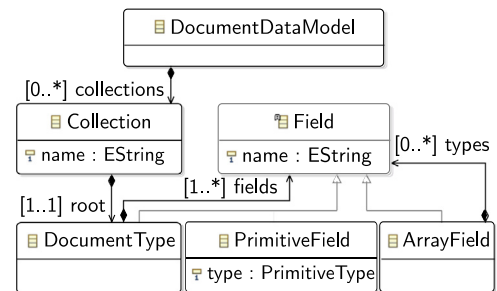 DocumentDataModel
[0..*] collections
Collection
name : EString
Field
name : EString
[0..*] types
[1..*] fields
[1..1] root
DocumentType
PrimitiveField
type : PrimitiveType
ArrayField